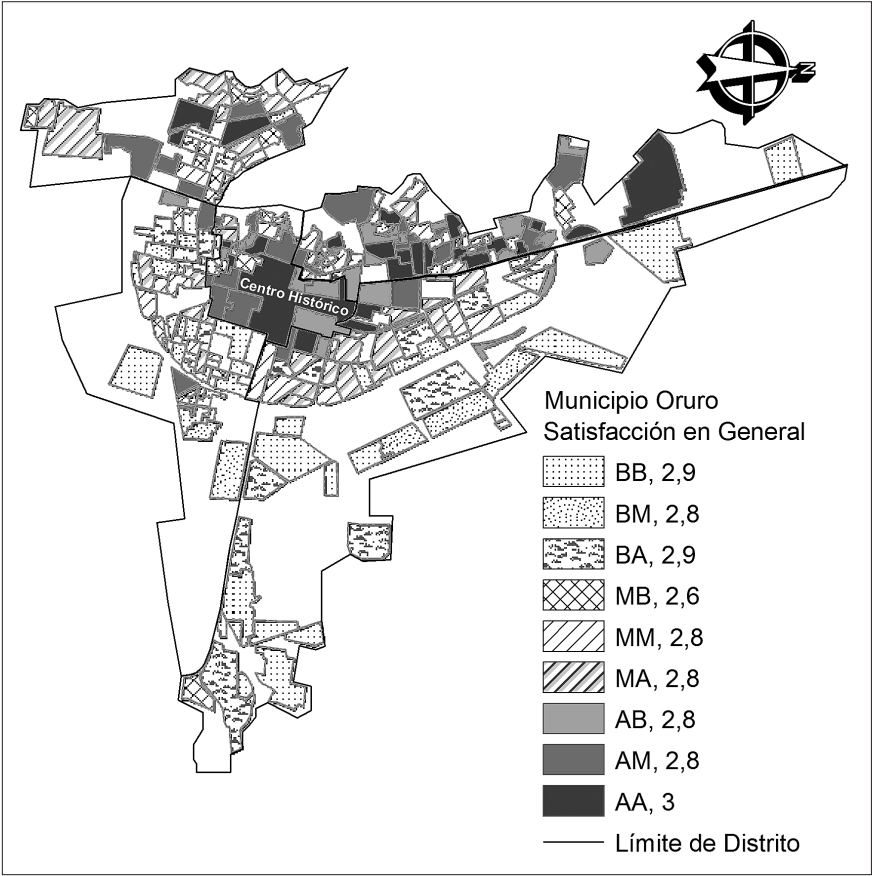 N
Centro Histórico
Municipio Oruro
Satisfacción en General
BB, 2,9
BM, 2,8
BA, 2,9
MB, 2,6
MM, 2,8
MA, 2,8
AB, 2,8
AM, 2,8
AA, 3
Límite de Distrito